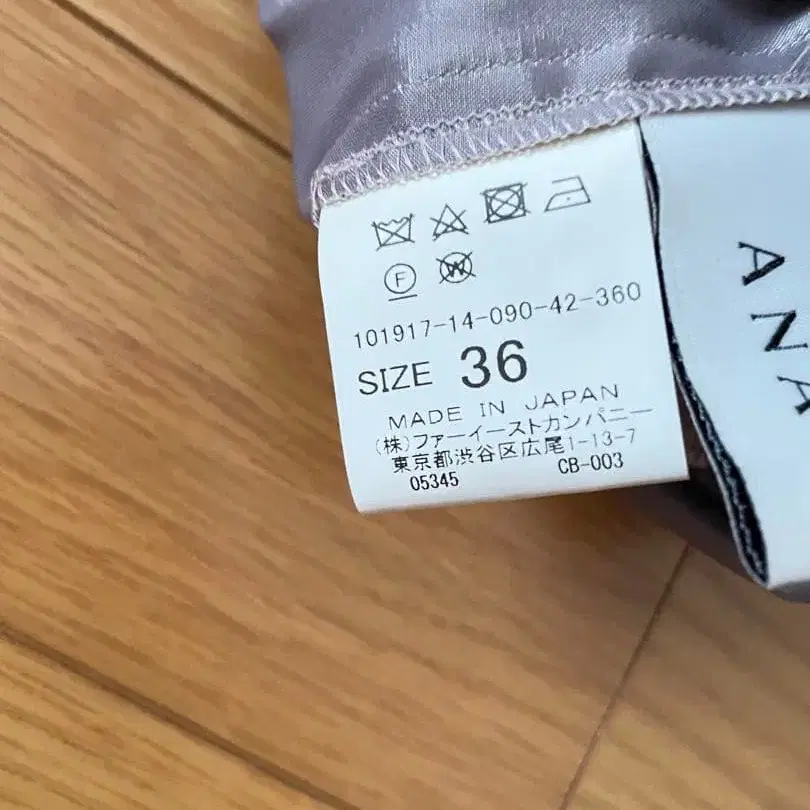 F
W
101917-14-090-42-360
SIZE 36
MADE IN JAPAN
(株)ファーイーストカンパニー
東京都渋谷区広尾1-13-7
05345 CB-003
ANA